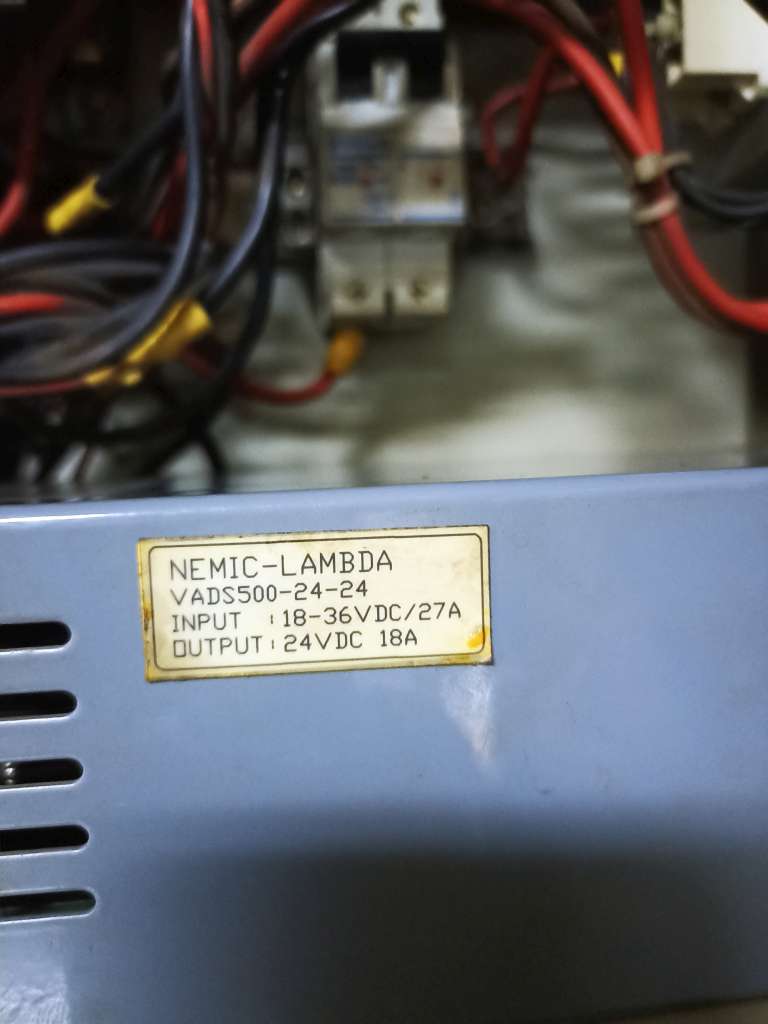 NEMIC-LAMBDA
VADS500-24-24
INPUT :18-36VDC/27A
OUTPUT:24VDC 18A